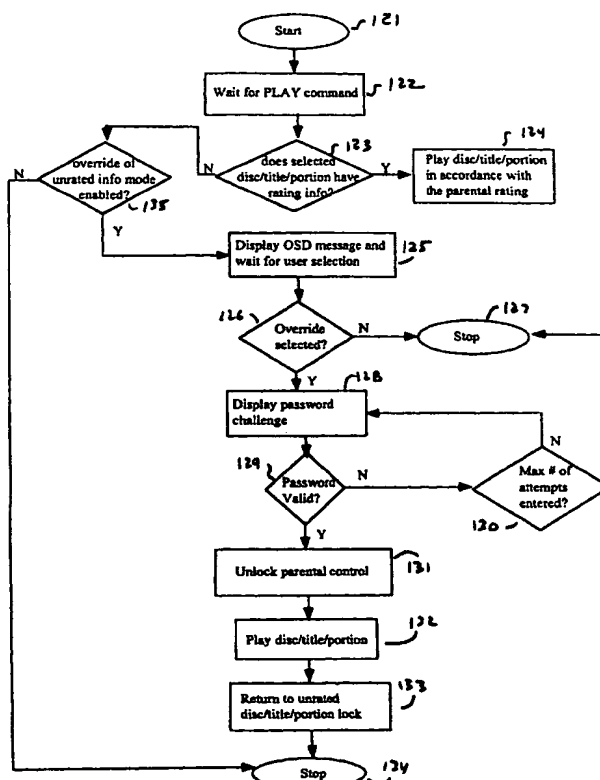 Start
121
Wait for PLAY command
122
override of
unrated info mode
enabled?
135
N
Y
does selected
disc/title/portion have
rating info?
123
N
Y
Play disc/title/portion
in accordance with
the parental rating
124
Display OSD message and
wait for user selection
125
126
Override
selected?
N
Y
Stop
127
Display password
challenge
128
129
Password
Valid?
N
Y
Max # of
attempts
entered?
N
130
Unlock parental control
131
Play disc/title/portion
132
Return to unrated
disc/title/portion lock
133
Stop
134